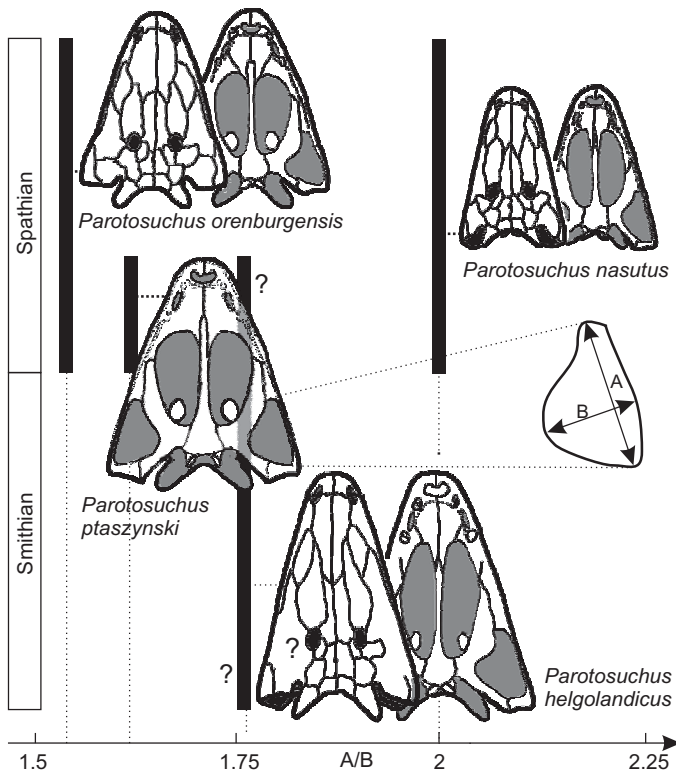 Spathian
Smithian
Parotosuchus orenburgensis
Parotosuchus nasutus
?
A
B
Parotosuchus
ptaszynski
?
?
Parotosuchus
helgolandicus
1.5
1.75
A/B
2
2.25